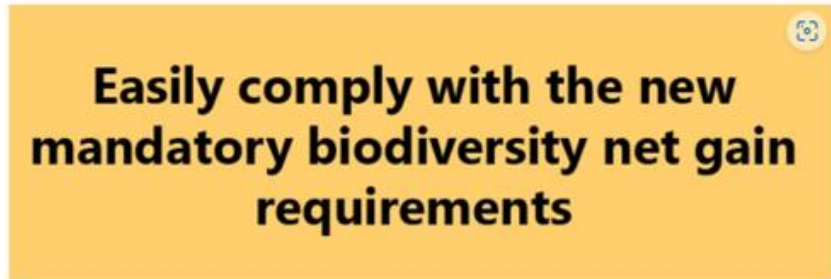 Easily comply with the new
mandatory biodiversity net gain
requirements